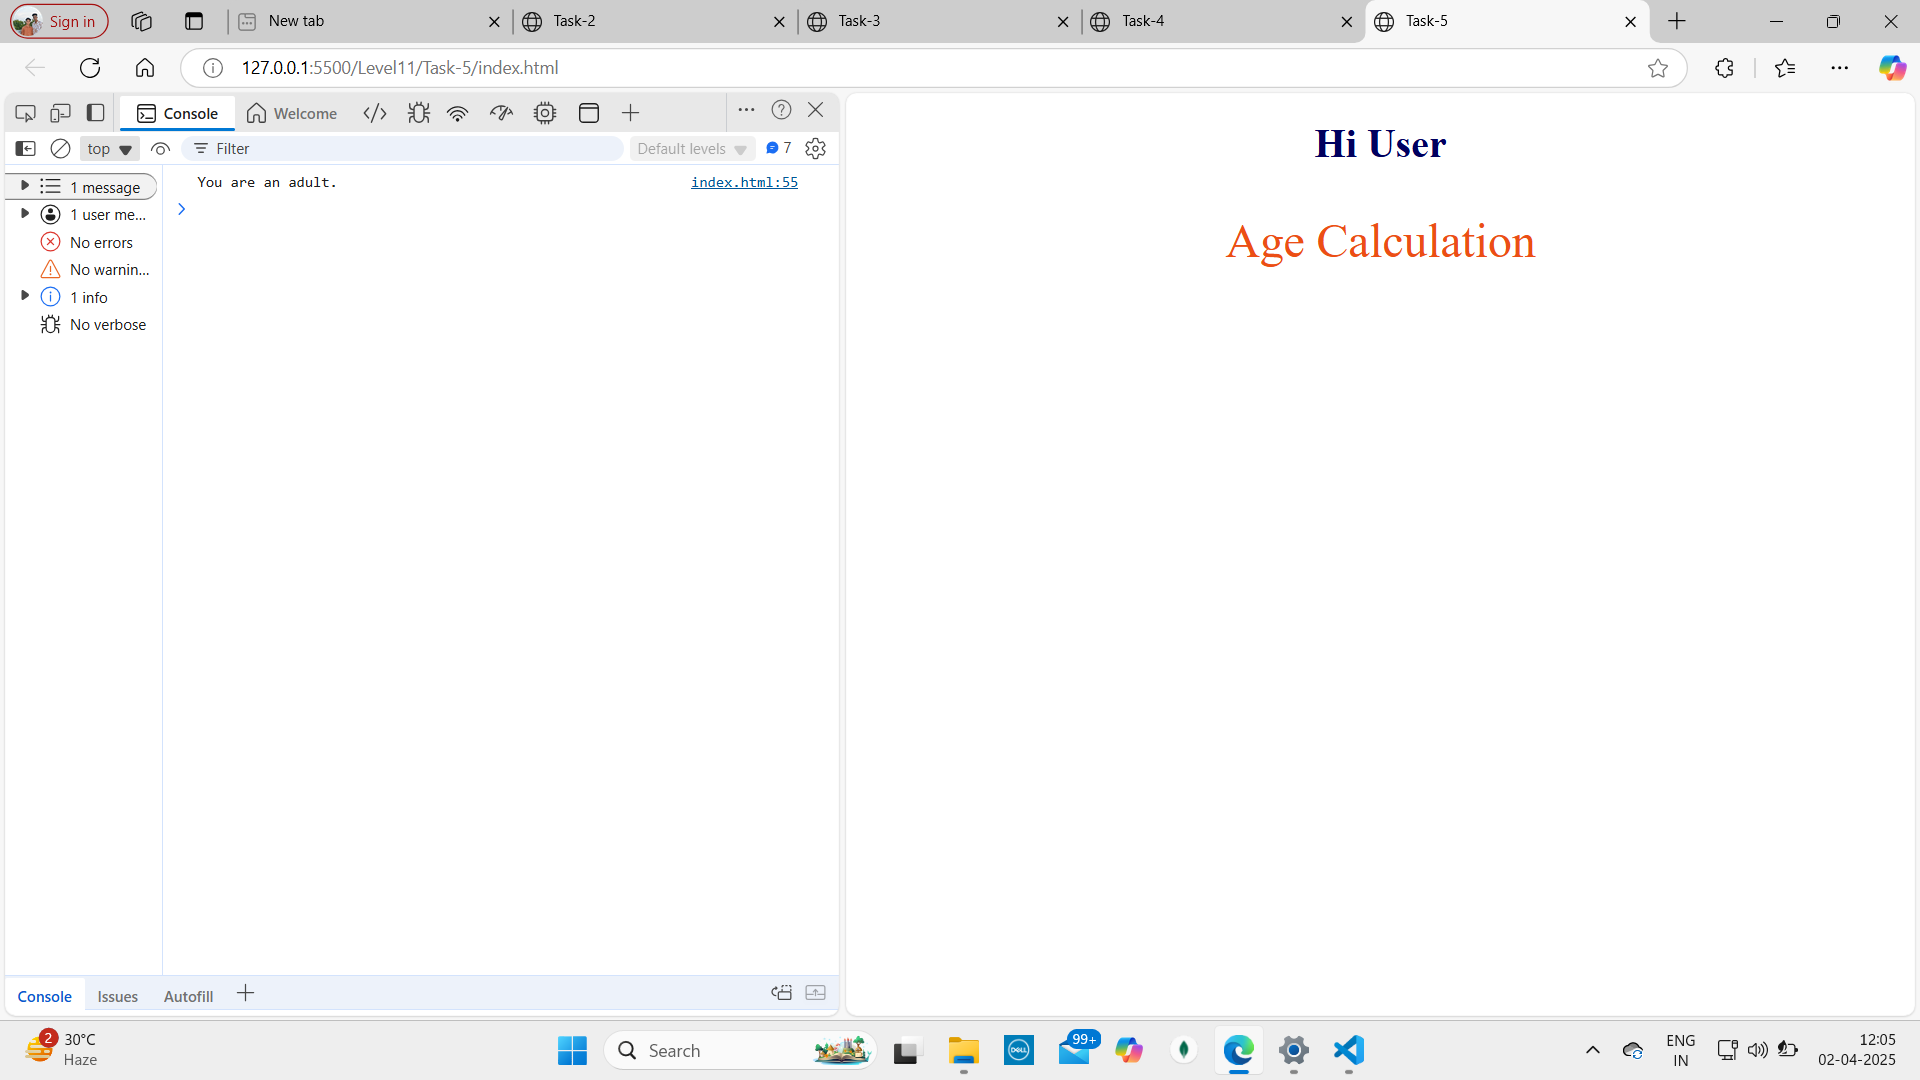 Sign in
New tab
Task-2
Task-3
Task-4
Task-5
127.0.0.1:5500/Level11/Task-5/index.html
Console
Welcome
top
Filter
Default levels
7
1 message
You are an adult.
index.html:55
1 user me...
No errors
No warnin...
1 info
No verbose
Hi User
Age Calculation
Console
Issues
Autofill
2
30°C
Haze
Search
DELL
99+
ENG
IN
12:05
02-04-2025